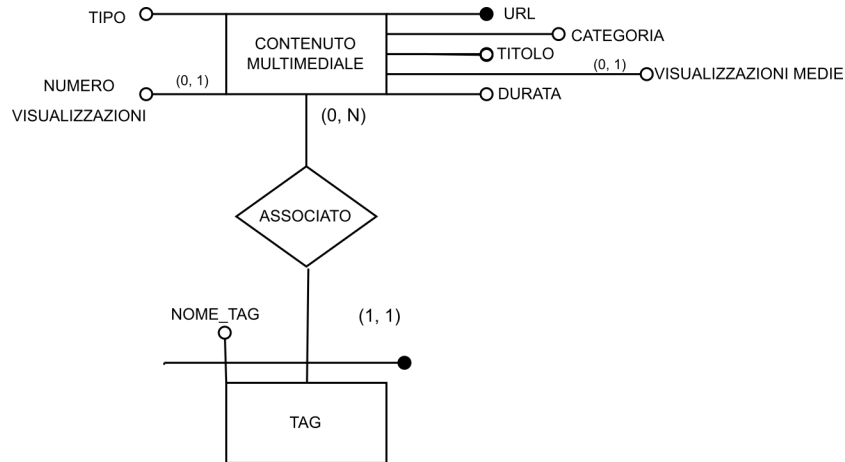 TIPO
URL
CONTENUTO
MULTIMEDIALE
CATEGORIA
TITOLO
(0, 1)
VISUALIZZAZIONI MEDIE
NUMERO
VISUALIZZAZIONI
(0, 1)
DURATA
(0, N)
ASSOCIATO
NOME_TAG
(1, 1)
TAG